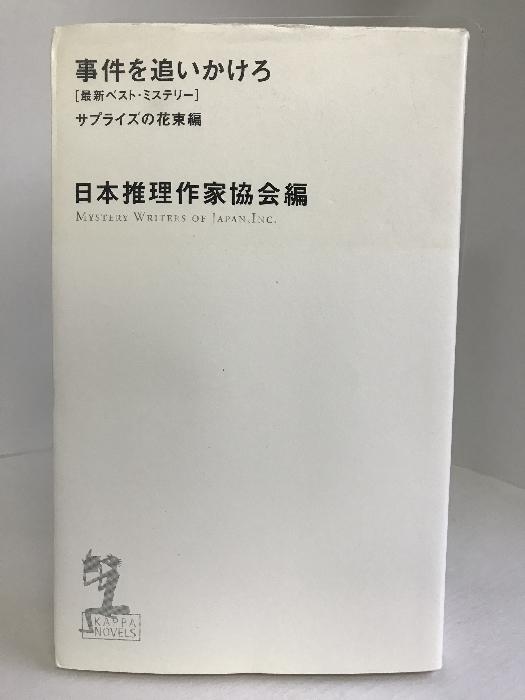 事件を追いかけろ
[最新ベスト・ミステリー]
サプライズの花束編
日本推理作家協会編
MYSTERY WRITERS OF JAPAN,INC.
KAPPA
NOVELS